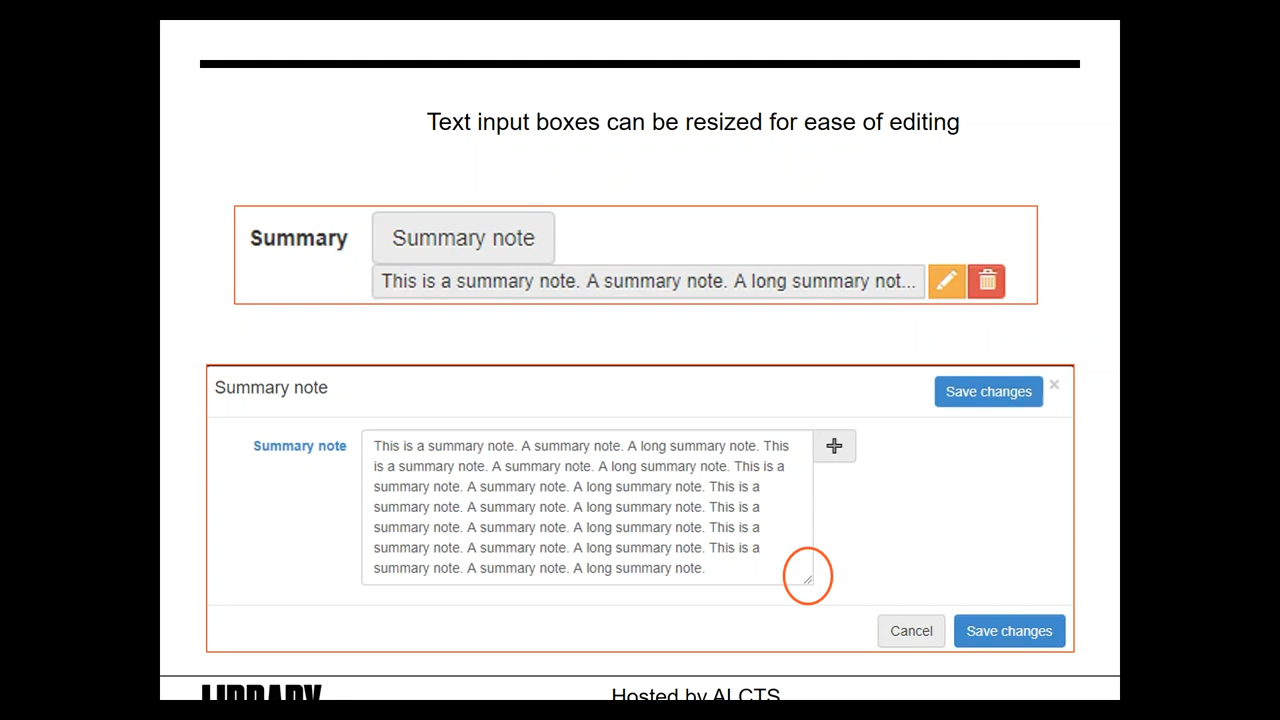 Text input boxes can be resized for ease of editing
Summary
Summary note
This is a summary note. A summary note. A long summary not...
Summary note
Save changes
×
Summary note
This is a summary note. A summary note. A long summary note. This
is a summary note. A summary note. A long summary note. This is a
summary note. A summary note. A long summary note. This is a
summary note. A summary note. A long summary note. This is a
summary note. A summary note. A long summary note. This is a
summary note. A summary note. A long summary note. This is a
summary note. A summary note. A long summary note.
Cancel
Save changes
LIBRARY
Hosted by ALCTS